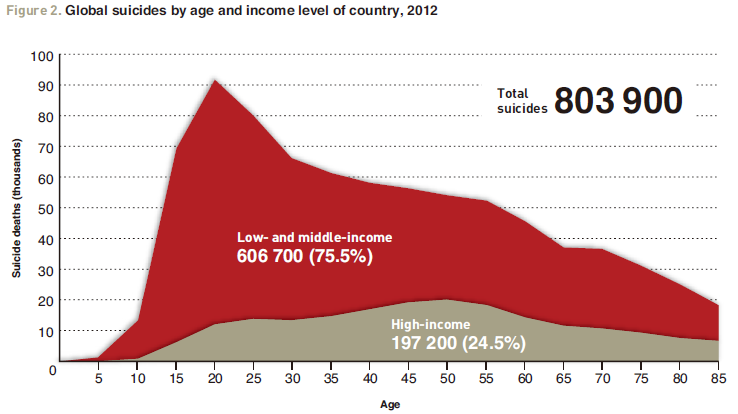 Figure 2. Global suicides by age and income level of country, 2012
Total
suicides 803 900
Suicide deaths (thousands)
100
90
80
70
60
50
40
30
20
10
0
Low- and middle-income
606 700 (75.5%)
High-income
197 200 (24.5%)
5 10 15 20 25 30 35 40 45 50 55 60 65 70 75 80 85
Age